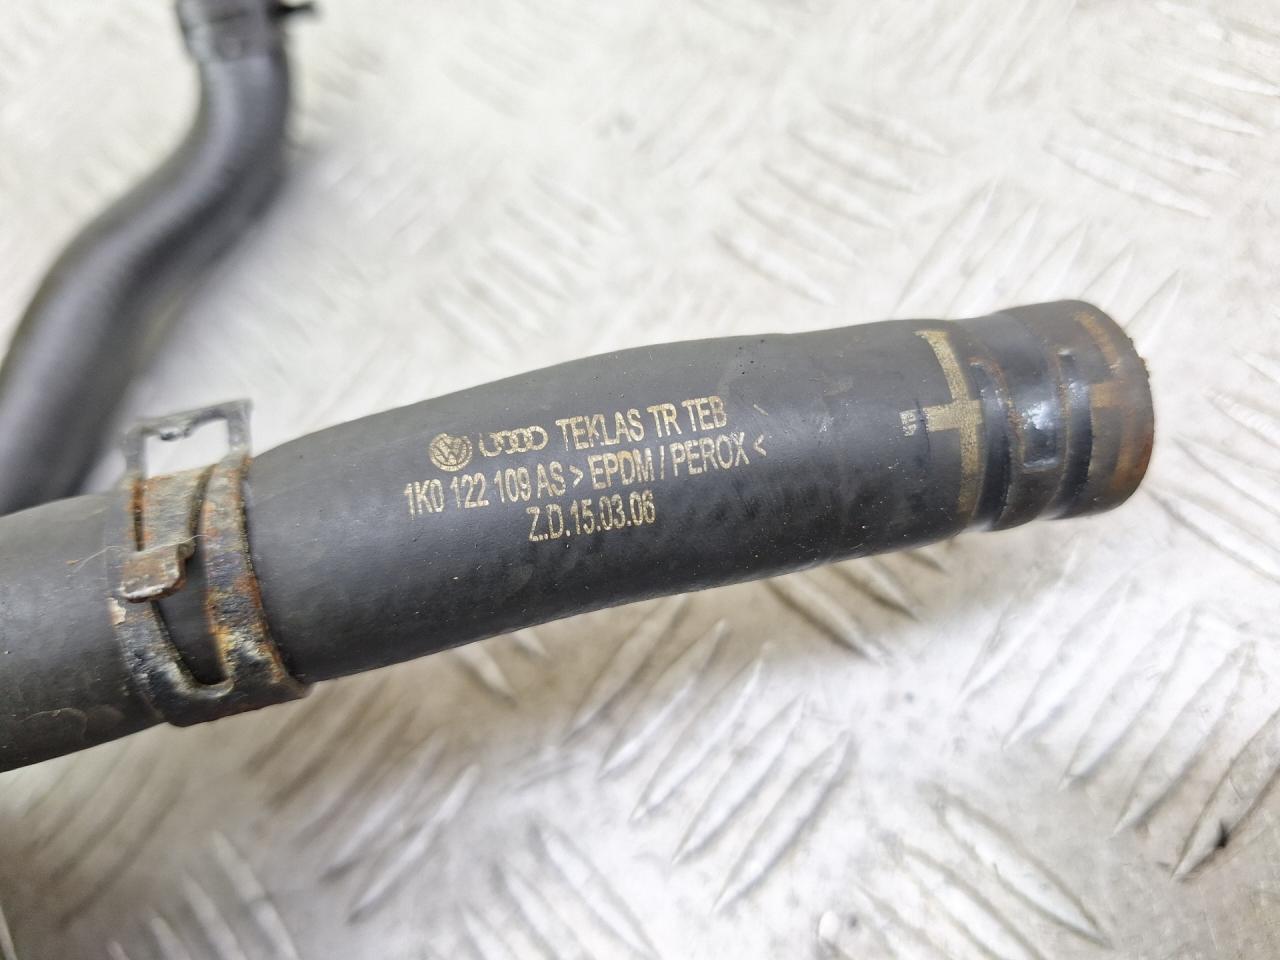 TEKLAS TR TEB
1K0 122 109 AS > EPDM / PEROX <
Z.D.15.03.06